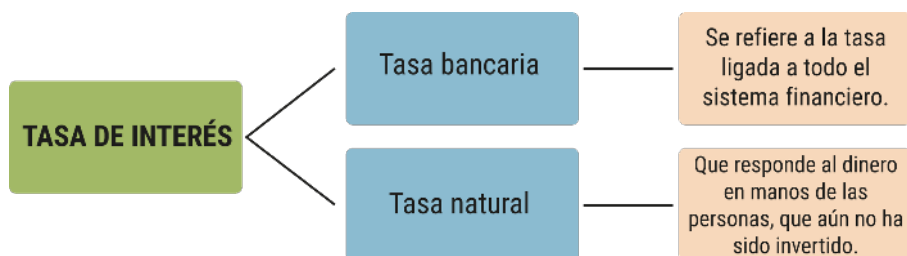 TASA DE INTERÉS
Tasa bancaria
Se refiere a la tasa
ligada a todo el
sistema financiero.
Tasa natural
Que responde al dinero
en manos de las
personas, que aún no ha
sido invertido.